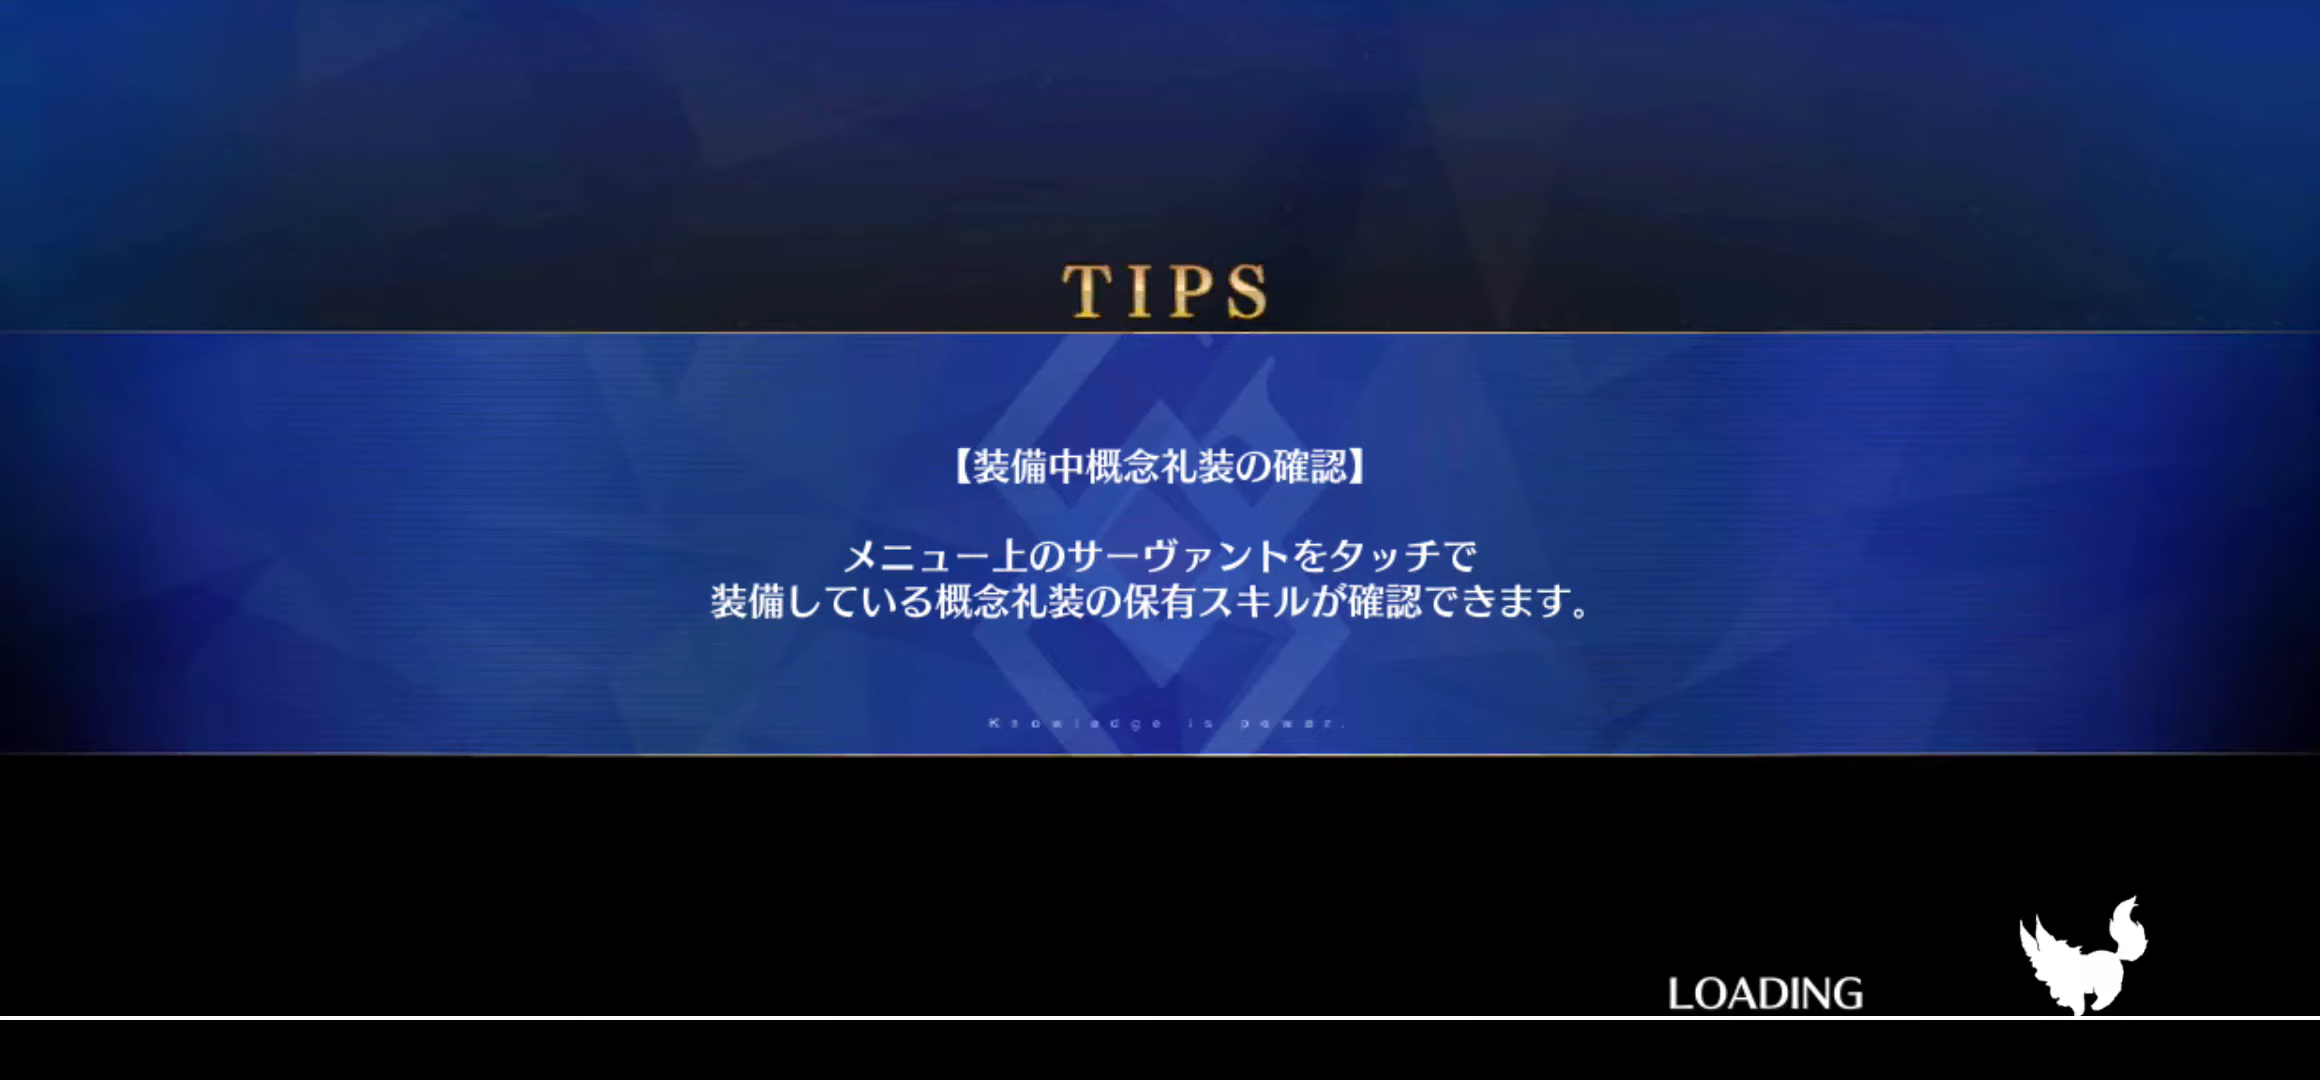 TIPS
【装備中概念礼装の確認】
メニュー上のサーヴァントをタッチで
装備している概念礼装の保有スキルが確認できます。
Knowledge is power.
LOADING